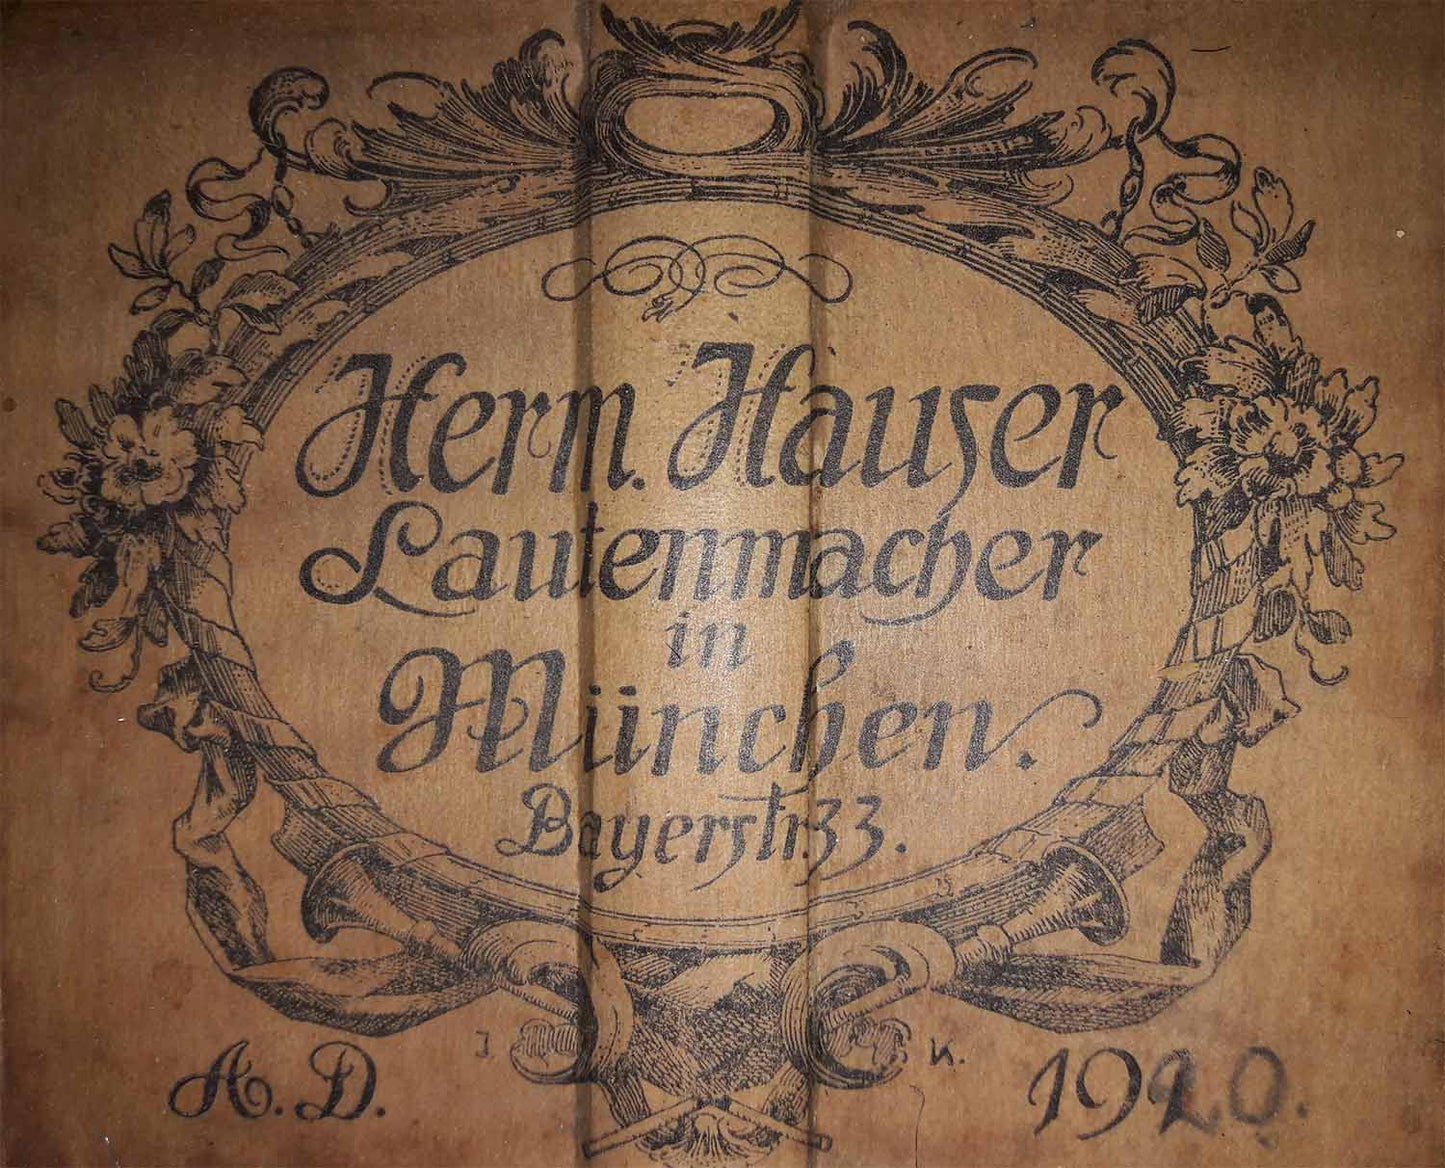 Herm. Hauser
Lautenmacher
in
München.
Bayerstr. 33.
J. K.
A. D. 1920.